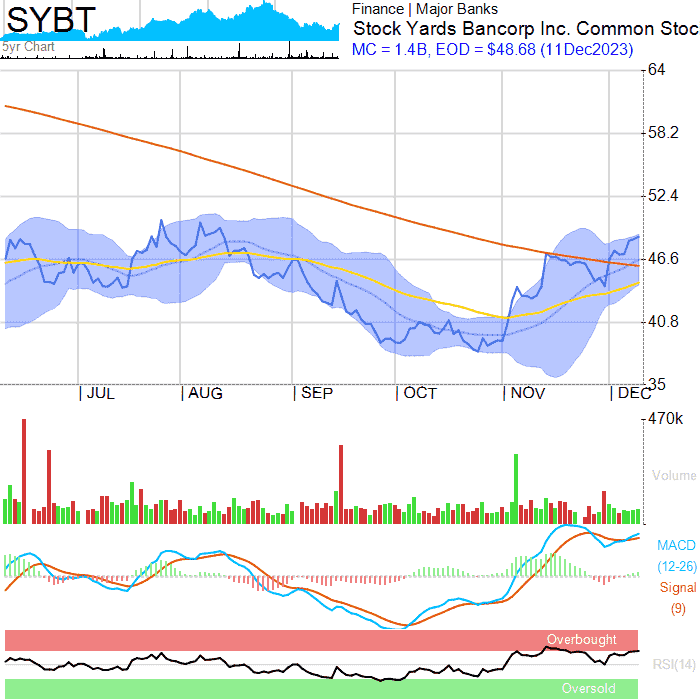 SYBT
5yr Chart
Finance | Major Banks
Stock Yards Bancorp Inc. Common Stoc
MC = 1.4B, EOD = $48.68 (11Dec2023)
64
58.2
52.4
46.6
40.8
35
JUL AUG SEP OCT NOV DEC
470k
Volume
MACD
(12-26)
Signal
(9)
Overbought
RSI(14)
Oversold